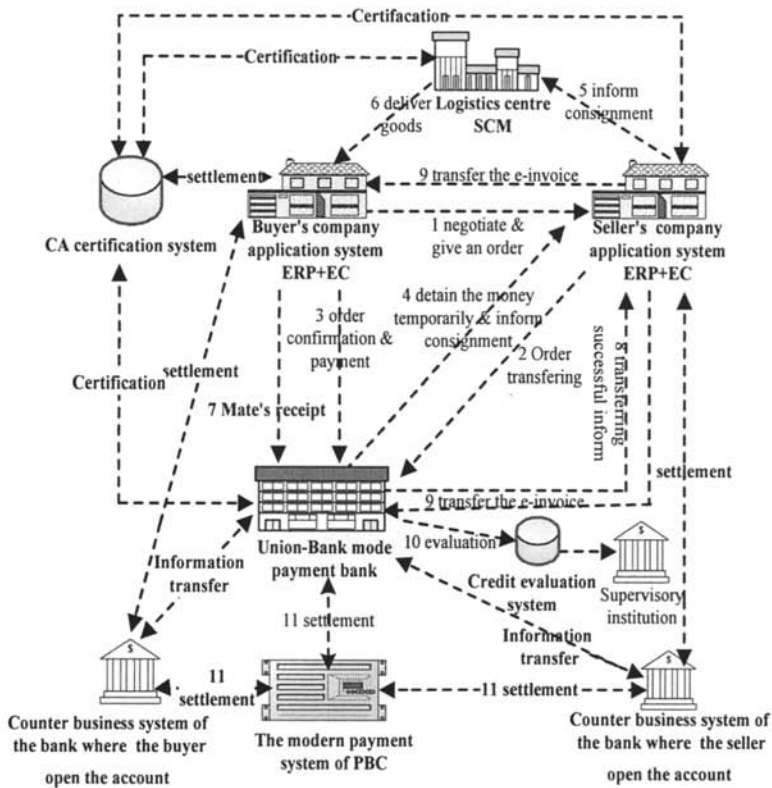 Certifacation
Certification
5 inform
consignment
6 deliver
goods
Logistics centre
SCM
settlement
9 transfer the e-invoice
CA certification system
Buyer's company
application system
ERP+EC
1 negotiate &
give an order
Seller's company
application system
ERP+EC
3 order
confirmation &
payment
4 detain the money
temporarily & inform
consignment
2 Order
transfering
8 transferring
successful inform
Certification
settlement
7 Mate's receipt
settlement
9 transfer the e-invoice
10 evaluation
Union-Bank mode
payment bank
Information
transfer
Credit evaluation
system
$
Supervisory
institution
11 settlement
Information
transfer
$
11
settlement
11 settlement
$
Counter business system of
the bank where the buyer
open the account
The modern payment
system of PBC
Counter business system of
the bank where the seller
open the account